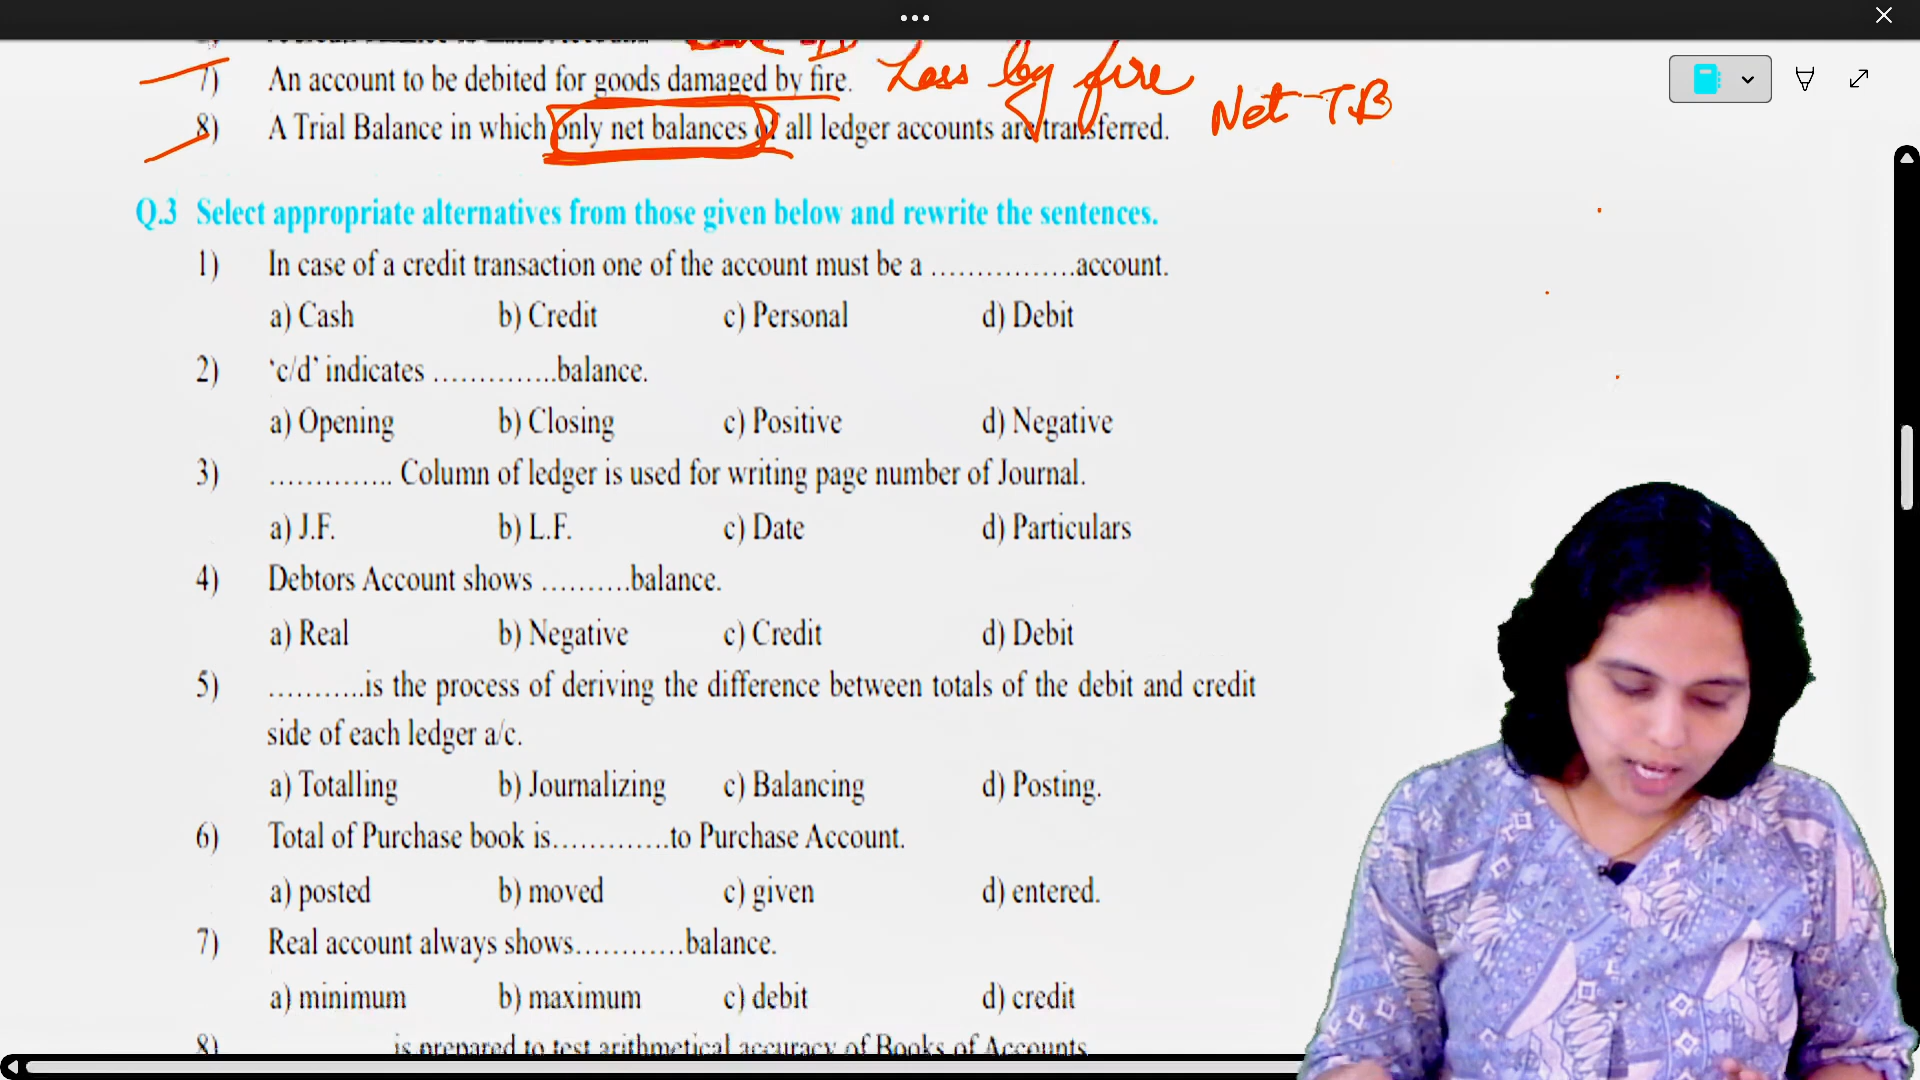 7) An account to be debited for goods damaged by fire. Loss by fire
8) A Trial Balance in which only net balances of all ledger accounts are transferred. Net T.B
Q.3 Select appropriate alternatives from those given below and rewrite the sentences.
1) In case of a credit transaction one of the account must be a ................account.
a) Cash b) Credit c) Personal d) Debit
2) ‘c/d’ indicates ..............balance.
a) Opening b) Closing c) Positive d) Negative
3) .............. Column of ledger is used for writing page number of Journal.
a) J.F. b) L.F. c) Date d) Particulars
4) Debtors Account shows ..........balance.
a) Real b) Negative c) Credit d) Debit
5) ...........is the process of deriving the difference between totals of the debit and credit
side of each ledger a/c.
a) Totalling b) Journalizing c) Balancing d) Posting.
6) Total of Purchase book is.............to Purchase Account.
a) posted b) moved c) given d) entered.
7) Real account always shows............balance.
a) minimum b) maximum c) debit d) credit
8) is prepared to test arithmetical accuracy of Books of Accounts